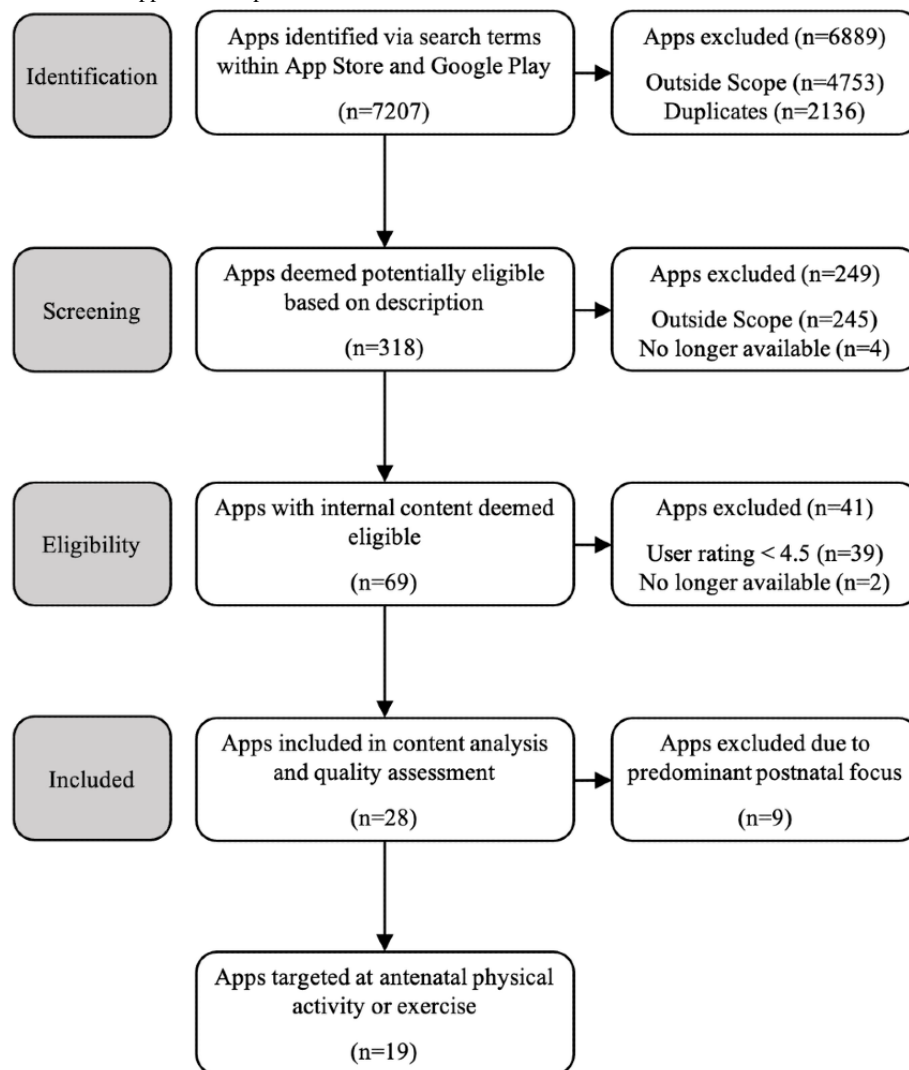 Apps identified via search terms
within App Store and Google Play
(n=7207)
Apps excluded (n=6889)
Outside Scope (n=4753)
Duplicates (n=2136)
Identification
Apps deemed potentially eligible
based on description
(n=318)
Apps excluded (n=249)
Outside Scope (n=245)
No longer available (n=4)
Screening
Apps with internal content deemed
eligible
(n=69)
Apps excluded (n=41)
User rating < 4.5 (n=39)
No longer available (n=2)
Eligibility
Apps included in content analysis
and quality assessment
(n=28)
Apps excluded due to
predominant postnatal focus
(n=9)
Included
Apps targeted at antenatal physical
activity or exercise
(n=19)